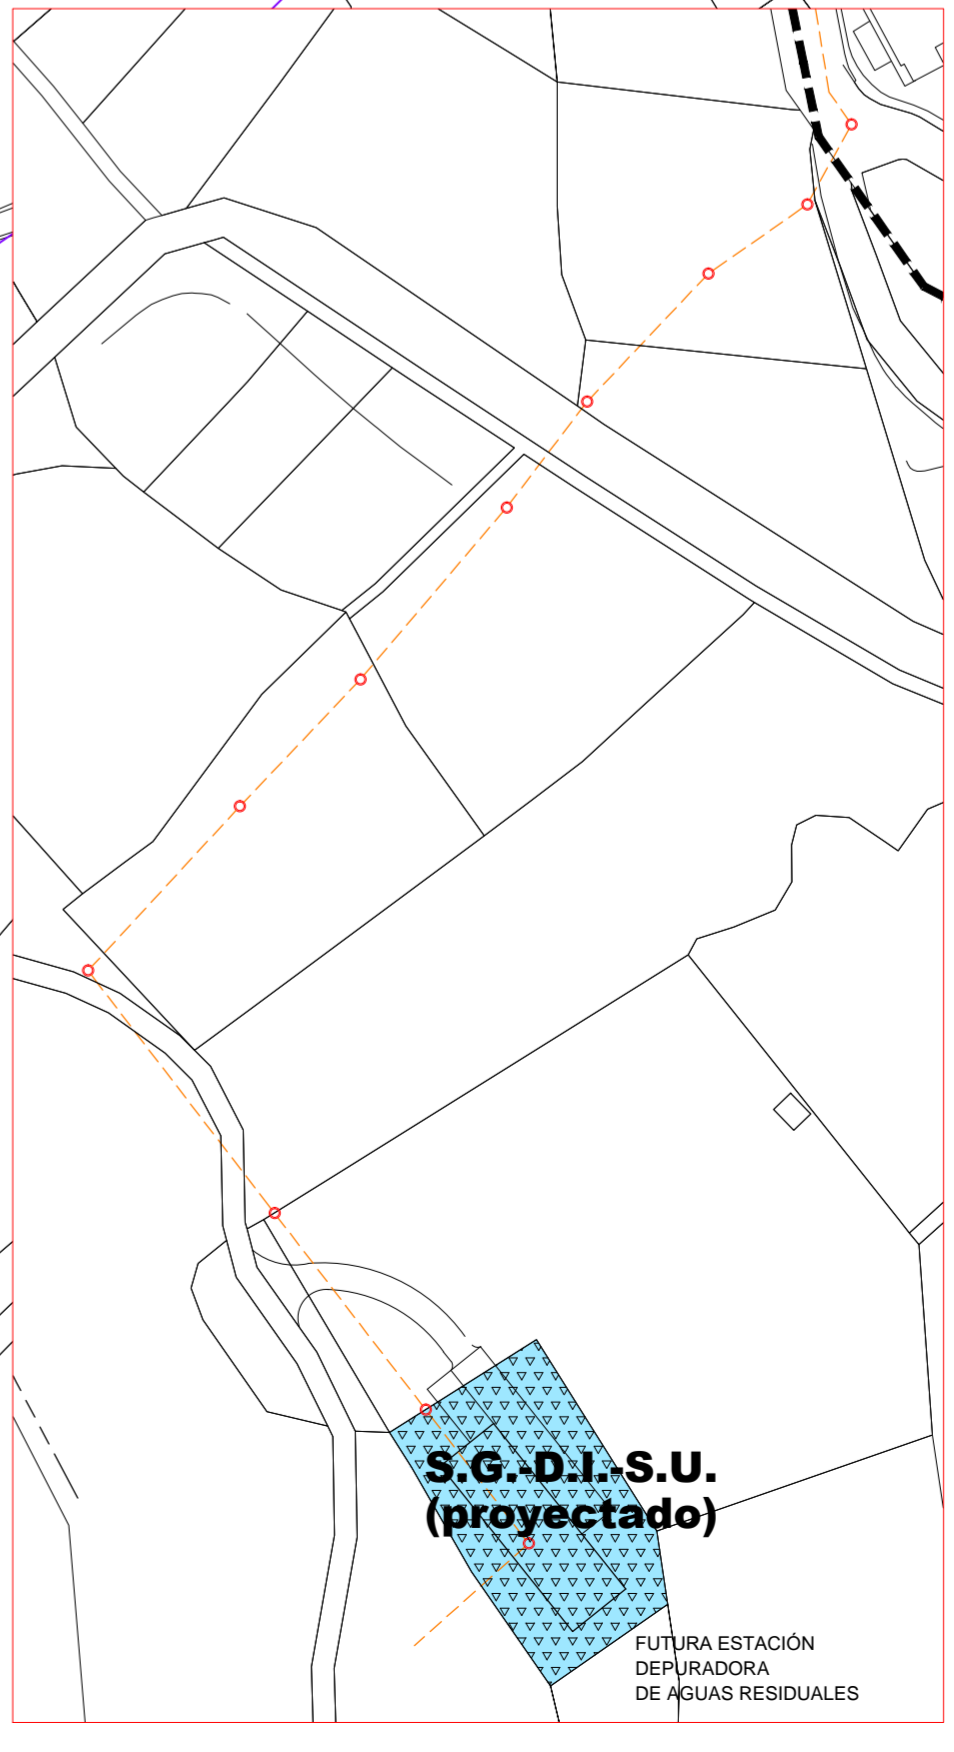 S.G.-D.I.-S.U.
(proyectado)
FUTURA ESTACIÓN
DEPURADORA
DE AGUAS RESIDUALES